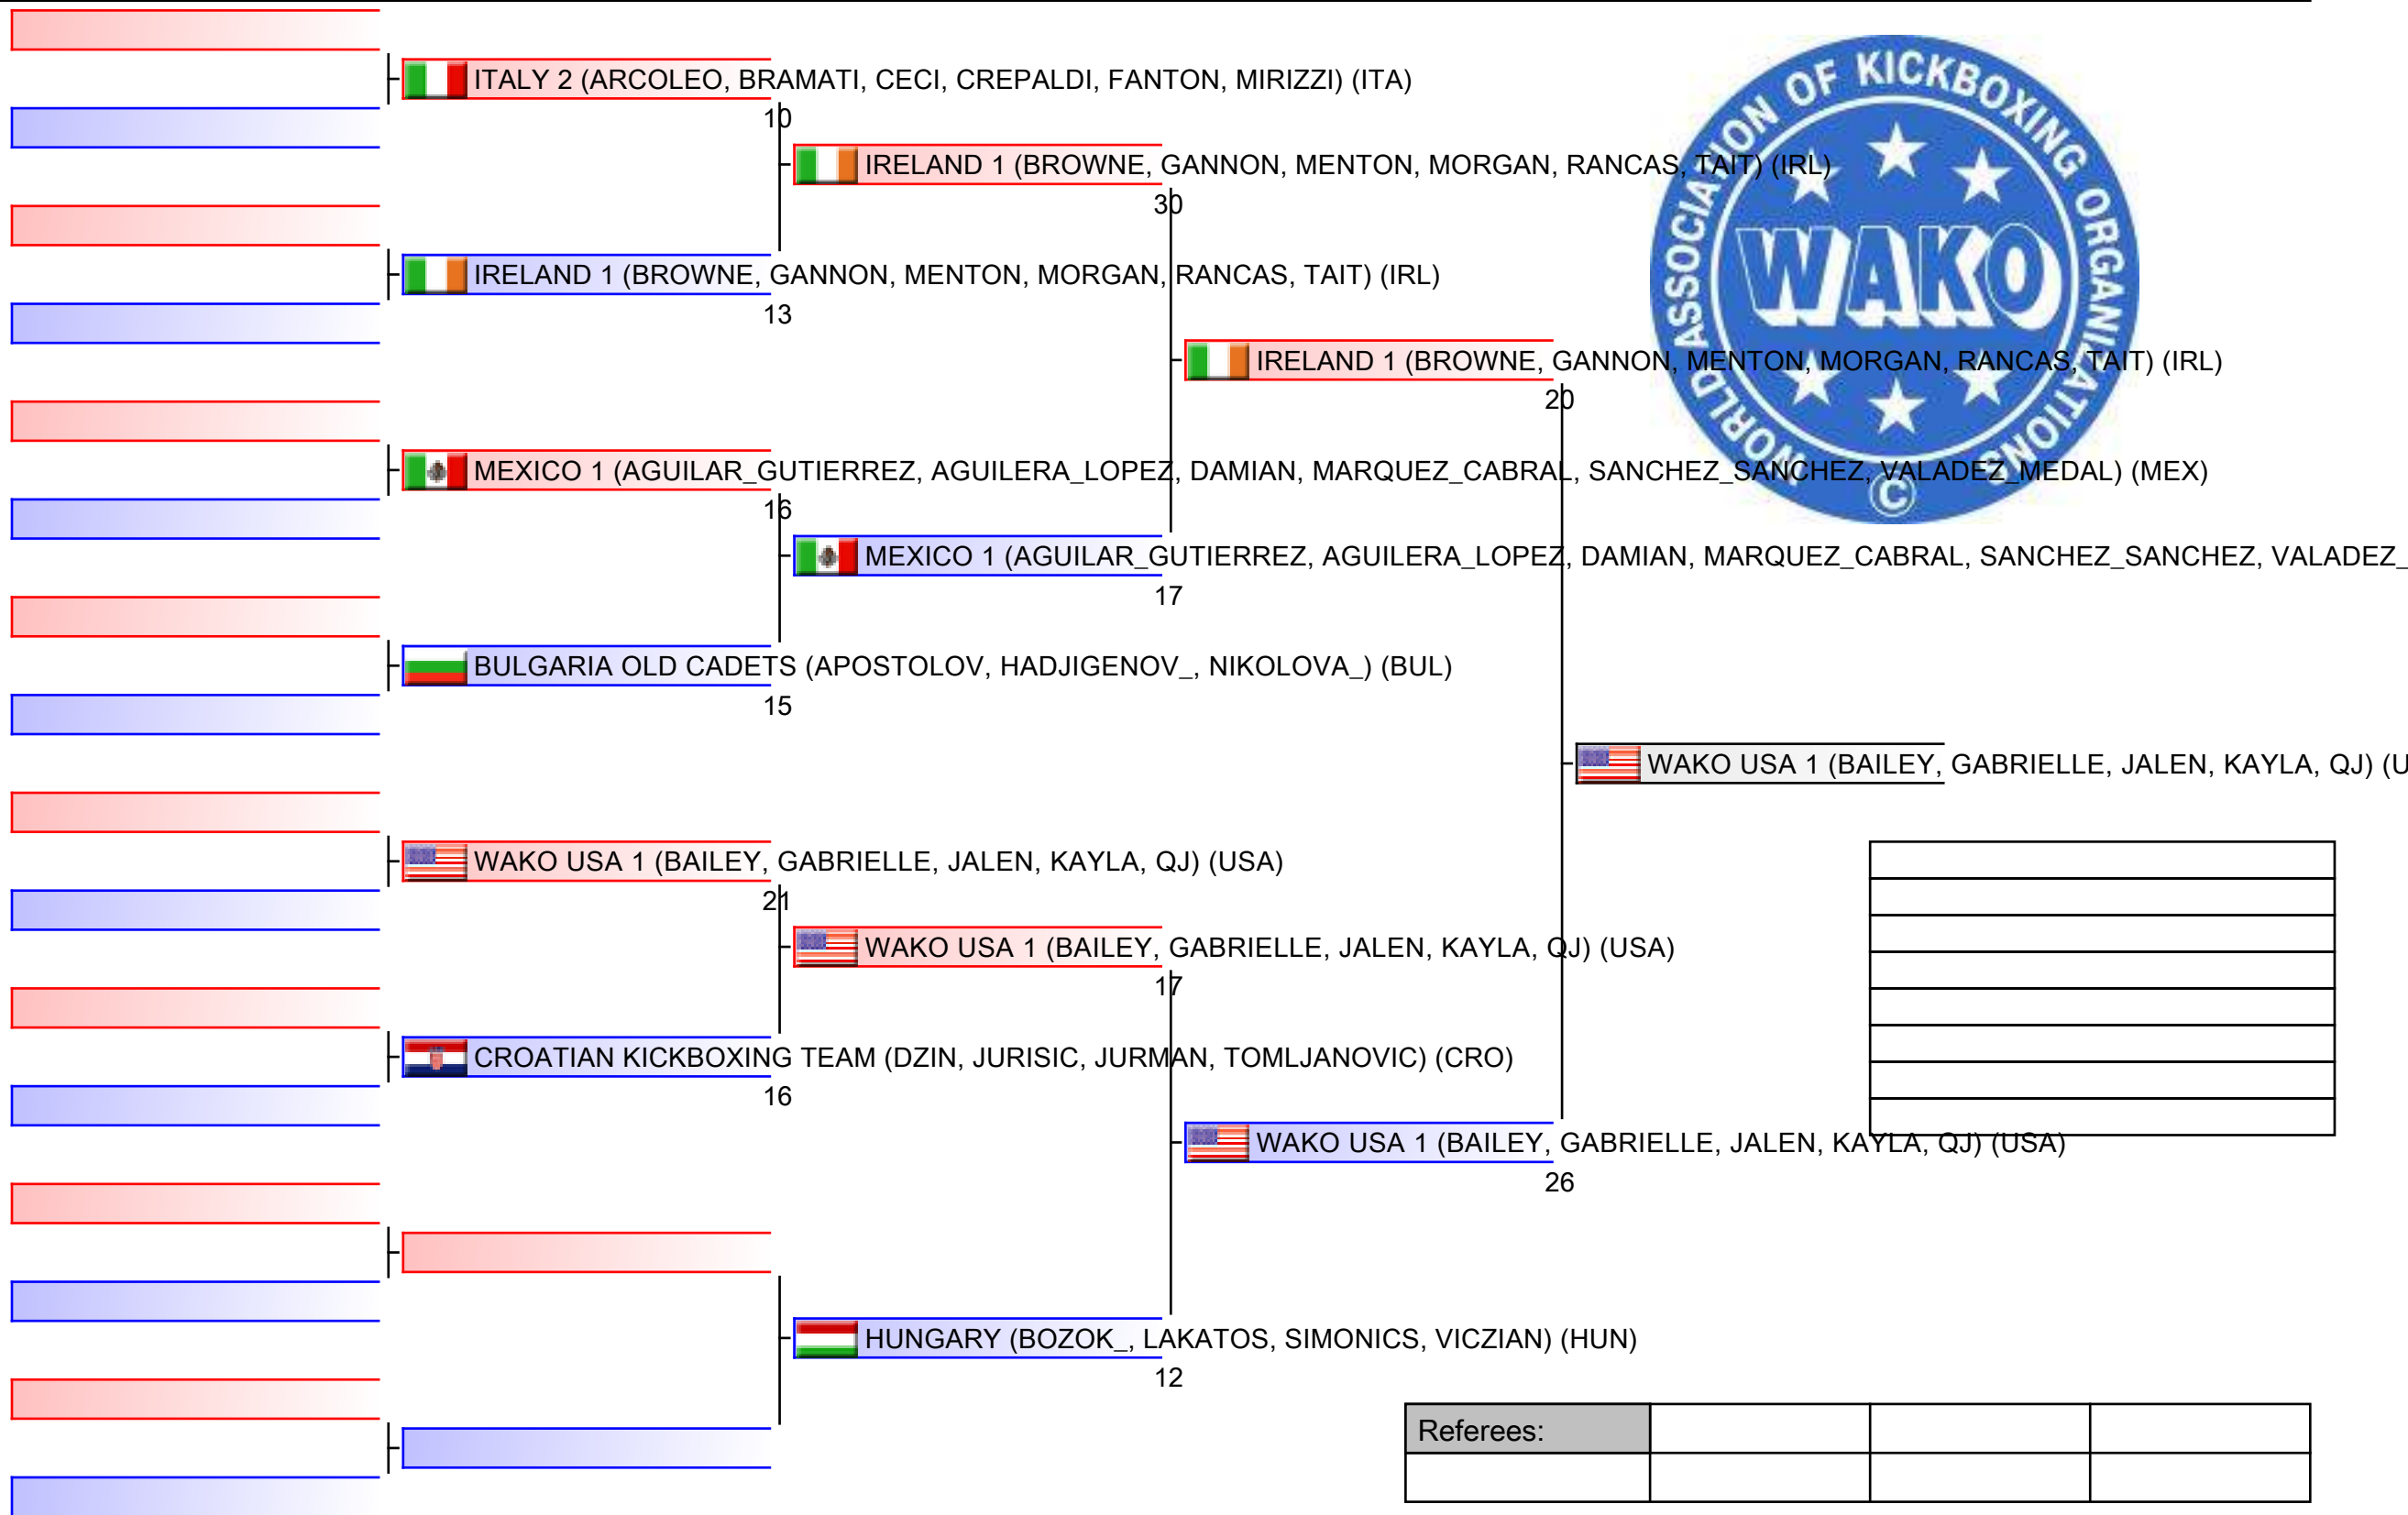 ITALY 2 (ARCOLEO, BRAMATI, CECI, CREPALDI, FANTON, MIRIZZI) (ITA)
10
IRELAND 1 (BROWNE, GANNON, MENTON, MORGAN, RANCAS, TAIT) (IRL)
30
IRELAND 1 (BROWNE, GANNON, MENTON, MORGAN, RANCAS, TAIT) (IRL)
13
WORLD ASSOCIATION OF KICKBOXING ORGANIZATIONS
WAKO
©
IRELAND 1 (BROWNE, GANNON, MENTON, MORGAN, RANCAS, TAIT) (IRL)
20
MEXICO 1 (AGUILAR_GUTIERREZ, AGUILERA_LOPEZ, DAMIAN, MARQUEZ_CABRAL, SANCHEZ_SANCHEZ, VALADEZ_MEDAL) (MEX)
16
MEXICO 1 (AGUILAR_GUTIERREZ, AGUILERA_LOPEZ, DAMIAN, MARQUEZ_CABRAL, SANCHEZ_SANCHEZ, VALADEZ_
17
BULGARIA OLD CADETS (APOSTOLOV, HADJIGENOV_, NIKOLOVA_) (BUL)
15
WAKO USA 1 (BAILEY, GABRIELLE, JALEN, KAYLA, QJ) (U
WAKO USA 1 (BAILEY, GABRIELLE, JALEN, KAYLA, QJ) (USA)
21
WAKO USA 1 (BAILEY, GABRIELLE, JALEN, KAYLA, QJ) (USA)
17
CROATIAN KICKBOXING TEAM (DZIN, JURISIC, JURMAN, TOMLJANOVIC) (CRO)
16
WAKO USA 1 (BAILEY, GABRIELLE, JALEN, KAYLA, QJ) (USA)
26
HUNGARY (BOZOK_, LAKATOS, SIMONICS, VICZIAN) (HUN)
12
Referees: